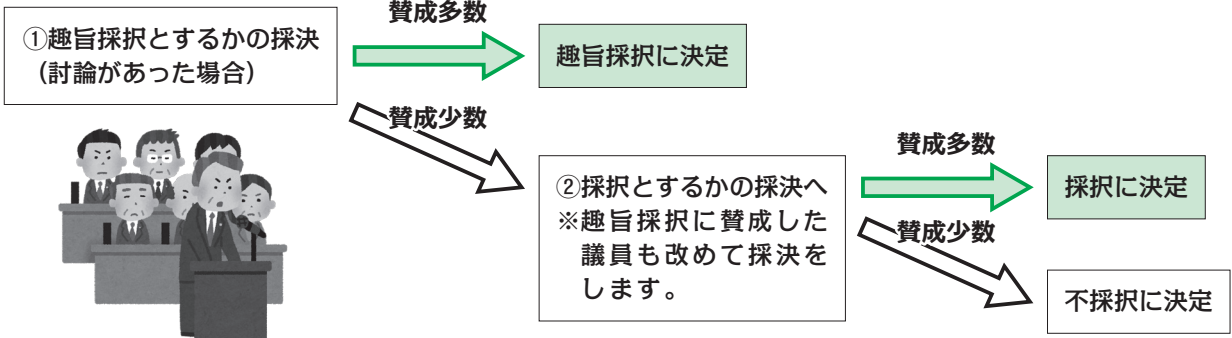 ①趣旨採択とするかの採決
（討論があった場合）
賛成多数
趣旨採択に決定
賛成少数
②採択とするかの採決へ
※趣旨採択に賛成した
議員も改めて採決を
します。
賛成多数
採択に決定
賛成少数
不採択に決定